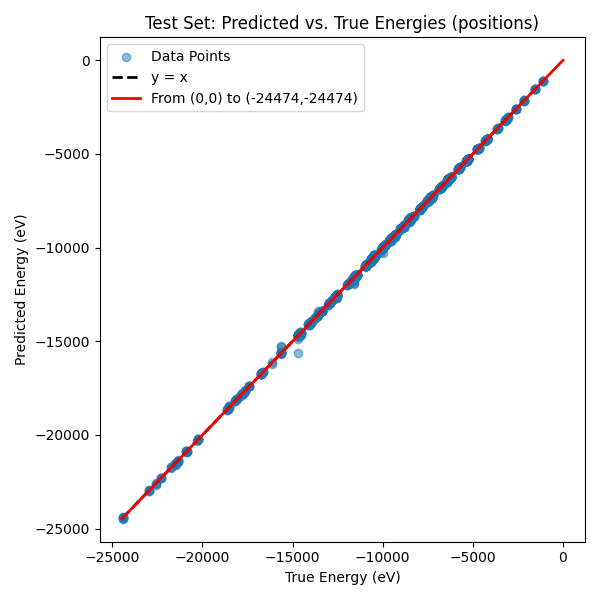 Test Set: Predicted vs. True Energies (positions)
Data Points
y = x
From (0,0) to (-24474,-24474)
Predicted Energy (eV)
0
−5000
−10000
−15000
−20000
−25000
−25000 −20000 −15000 −10000 −5000 0
True Energy (eV)